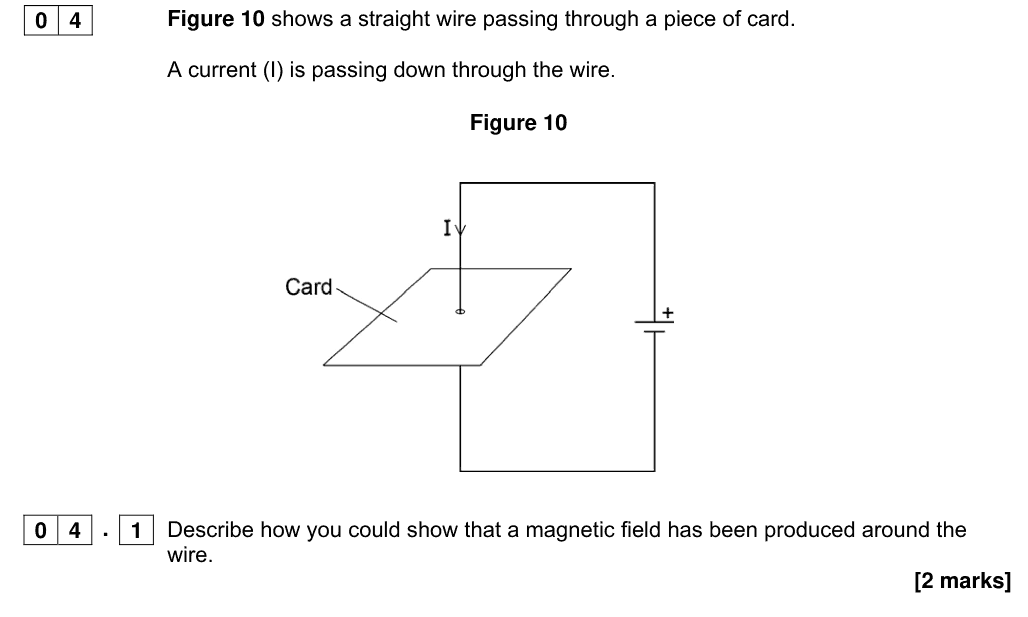 0 4 Figure 10 shows a straight wire passing through a piece of card.
A current (I) is passing down through the wire.
Figure 10
I
Card
+
0 4 . 1 Describe how you could show that a magnetic field has been produced around the
wire.
[2 marks]